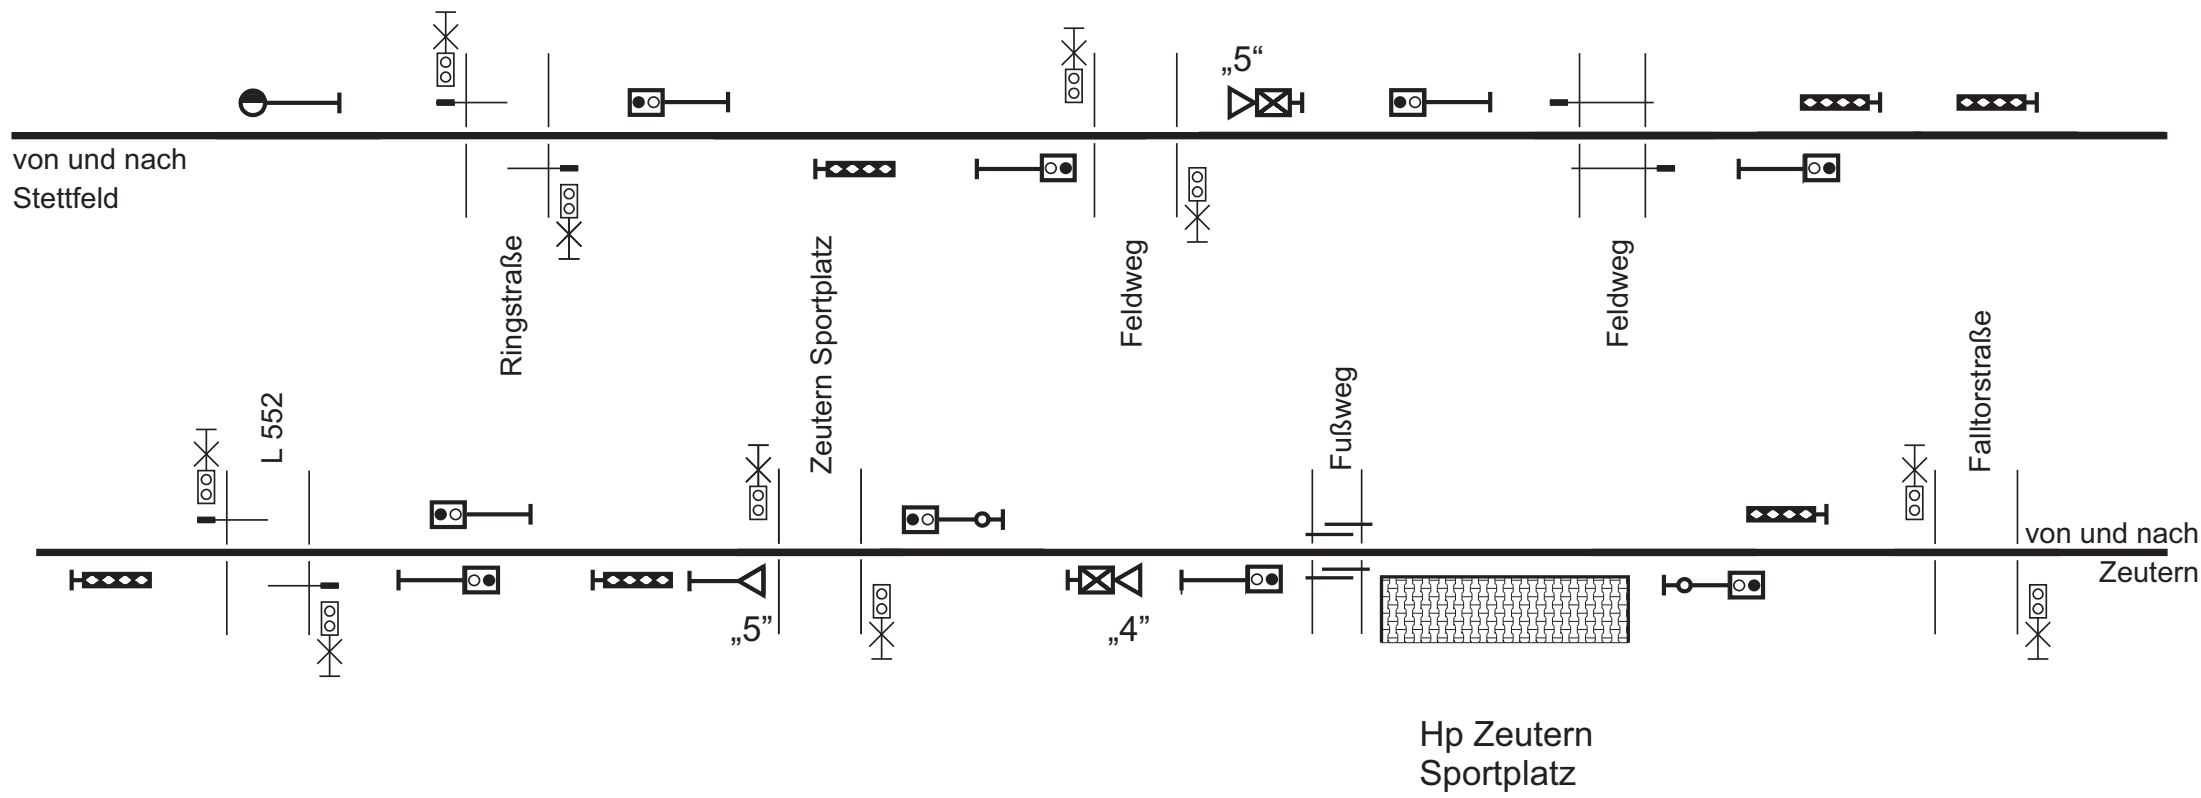 „5“
von und nach
Stettfeld
Ringstraße
Zeutern Sportplatz
Feldweg
Feldweg
L 552
Fußweg
Falltorstraße
von und nach
Zeutern
„5”
„4”
Hp Zeutern
Sportplatz